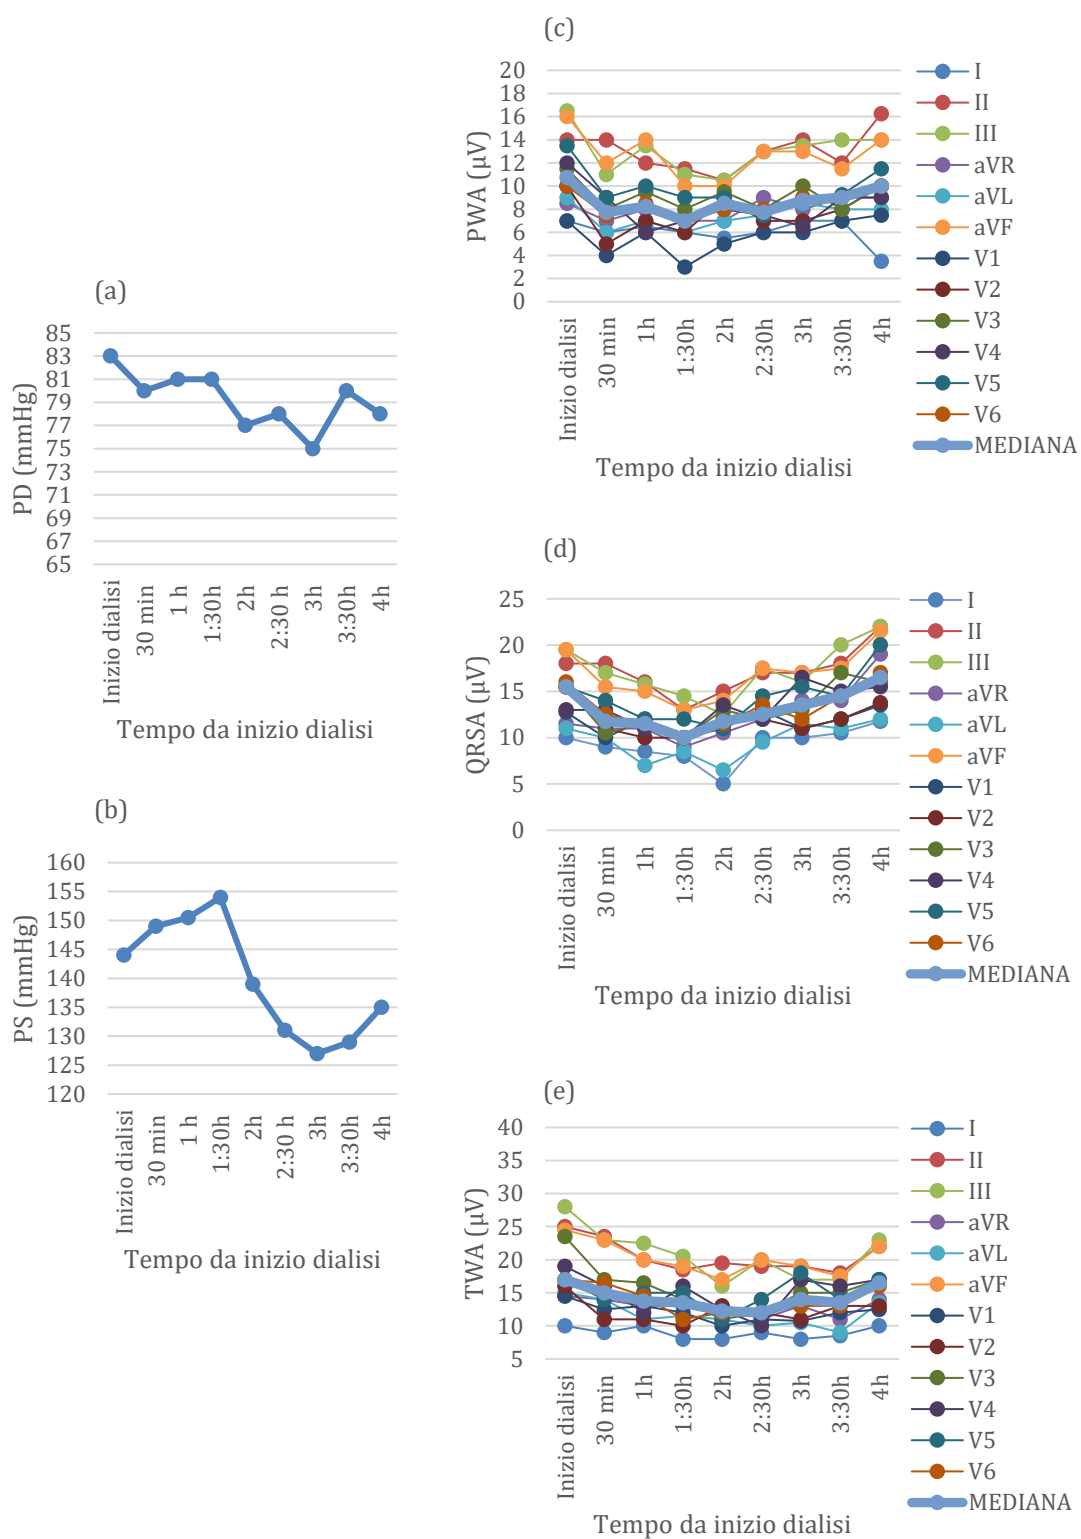 (a)
85
83
81
79
77
75
73
71
69
67
65
PD (mmHg)
Inizio dialisi
30 min
1 h
1:30h
2h
2:30 h
3h
3:30h
4h
Tempo da inizio dialisi
(b)
160
155
150
145
140
135
130
125
120
PS (mmHg)
Inizio dialisi
30 min
1 h
1:30h
2h
2:30 h
3h
3:30h
4h
Tempo da inizio dialisi
(c)
20
18
16
14
12
10
8
6
4
2
0
PWA (µV)
Inizio dialisi
30 min
1h
1:30h
2h
2:30h
3h
3:30h
4h
Tempo da inizio dialisi
I
II
III
aVR
aVL
aVF
V1
V2
V3
V4
V5
V6
MEDIANA
(d)
25
20
15
10
5
0
QRSA (µV)
Inizio dialisi
30 min
1h
1:30h
2h
2:30h
3h
3:30h
4h
Tempo da inizio dialisi
I
II
III
aVR
aVL
aVF
V1
V2
V3
V4
V5
V6
MEDIANA
(e)
40
35
30
25
20
15
10
5
TWA (µV)
Inizio dialisi
30 min
1h
1:30h
2h
2:30h
3h
3:30h
4h
Tempo da inizio dialisi
I
II
III
aVR
aVL
aVF
V1
V2
V3
V4
V5
V6
MEDIANA